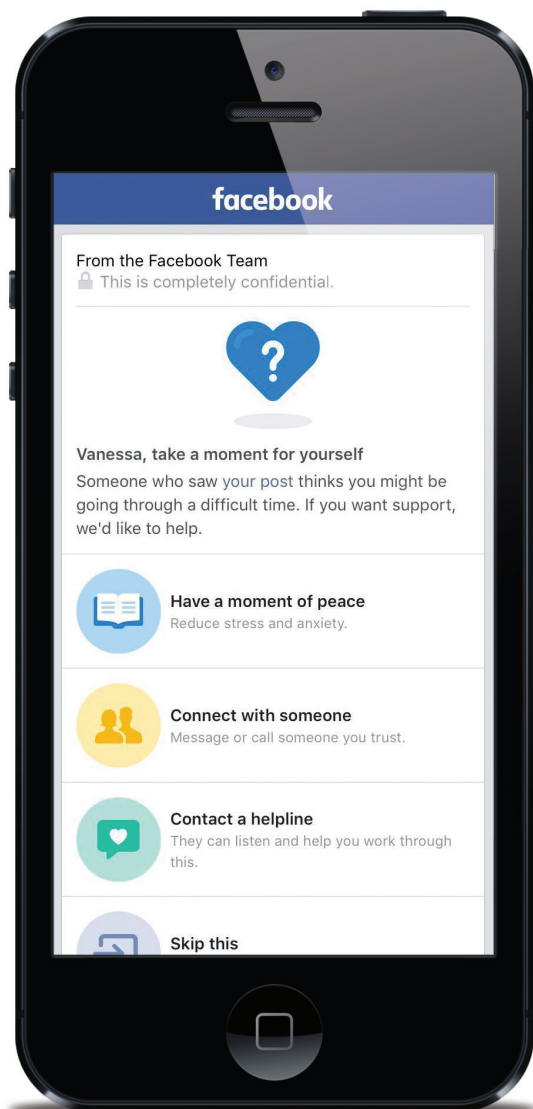 facebook
From the Facebook Team
This is completely confidential.
?
Vanessa, take a moment for yourself
Someone who saw your post thinks you might be
going through a difficult time. If you want support,
we'd like to help.
Have a moment of peace
Reduce stress and anxiety.
Connect with someone
Message or call someone you trust.
Contact a helpline
They can listen and help you work through
this.
Skip this